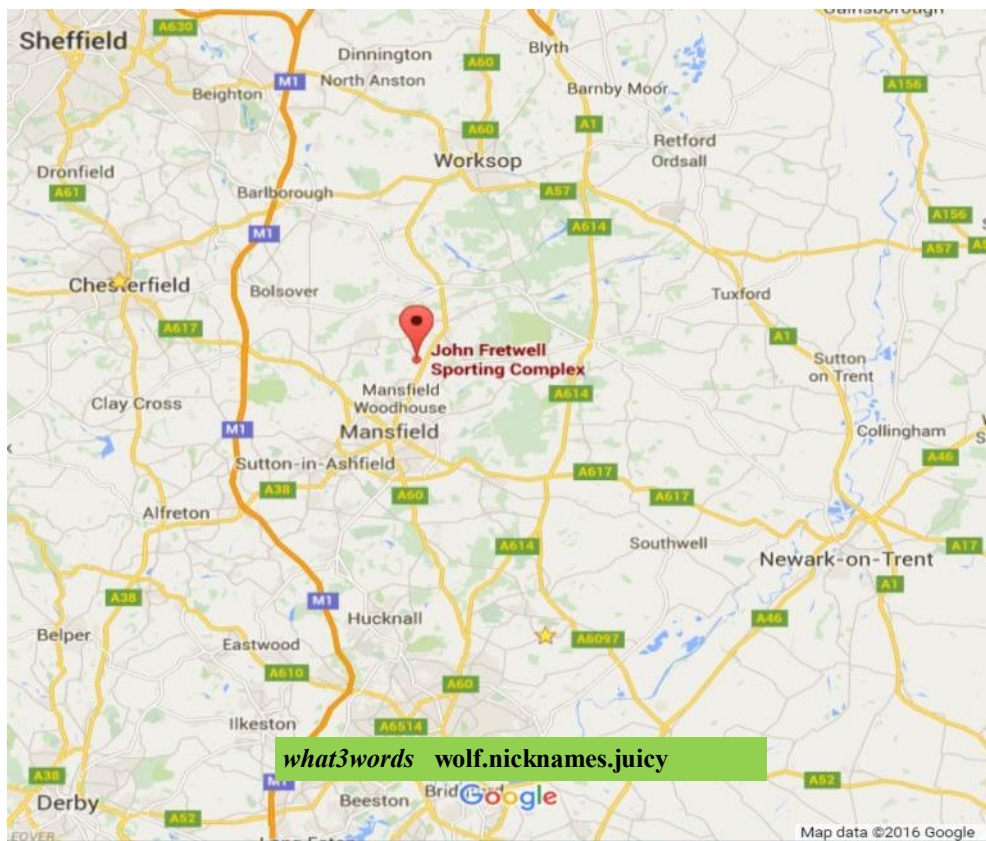 Gainsborough
A630
Sheffield
Dinnington
Blyth
A60
M1
North Anston
A156
Beighton
Barnby Moor
A1
A60
Retford
Ordsall
Worksop
Dronfield
A61
Barlborough
A57
A156
A614
M1
A57
Chesterfield
Bolsover
Tuxford
A617
A1
John Fretwell
Sporting Complex
Sutton
on Trent
Mansfield
Woodhouse
A614
Clay Cross
M1
Mansfield
Collingham
A46
Sutton-in-Ashfield
A617
A38
A60
A617
Alfreton
A614
Southwell
A17
Newark-on-Trent
A1
A38
M1
Hucknall
A46
Belper
Eastwood
A6097
A610
A60
Ilkeston
A6514
what3words wolf.nicknames.juicy
A38
M1
A52
Derby
Beeston
Google
A52
Long Eaton
Map data ©2016 Google